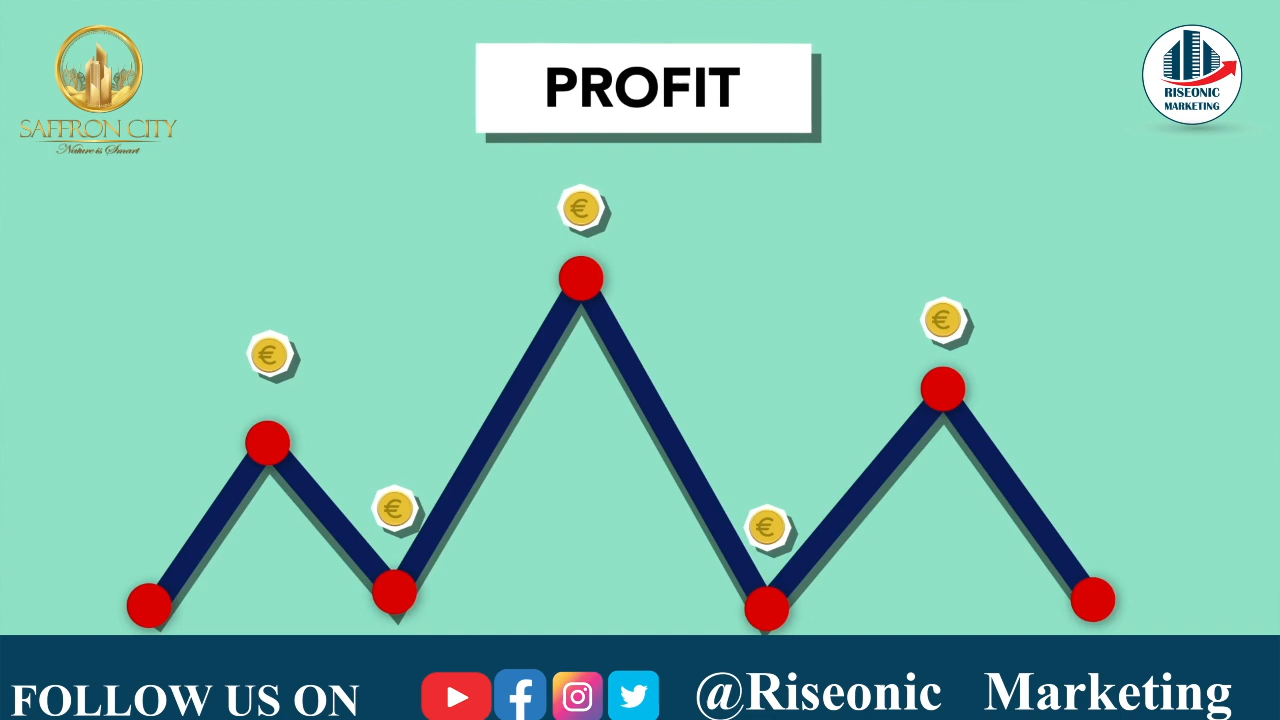 SAFFRON CITY
Nature is Smart
PROFIT
RISEONIC
MARKETING
€
€
€
€
€
FOLLOW US ON
@Riseonic Marketing